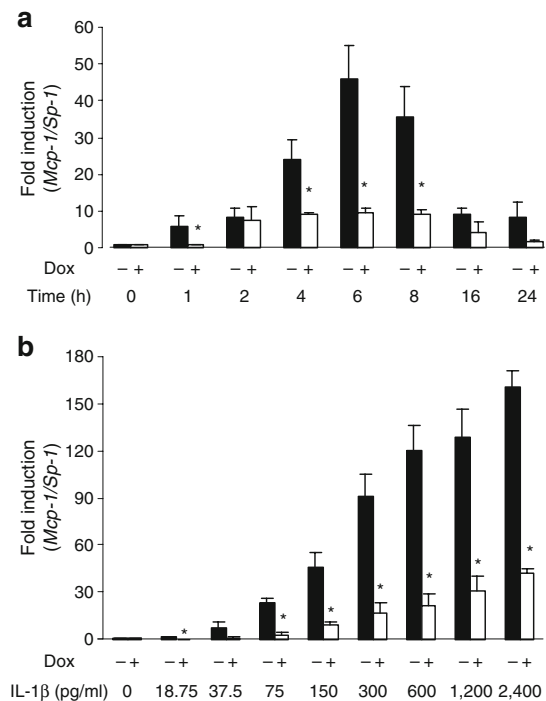 a
Fold induction
(Mcp-1/Sp-1)
60
50
40
30
20
10
0
* * * *
Dox − + − + − + − + − + − + − + − +
Time (h) 0 1 2 4 6 8 16 24
b
Fold induction
(Mcp-1/Sp-1)
180
150
120
90
60
30
0
* * * * * * *
Dox − + − + − + − + − + − + − + − + − +
IL-1β (pg/ml) 0 18.75 37.5 75 150 300 600 1,200 2,400